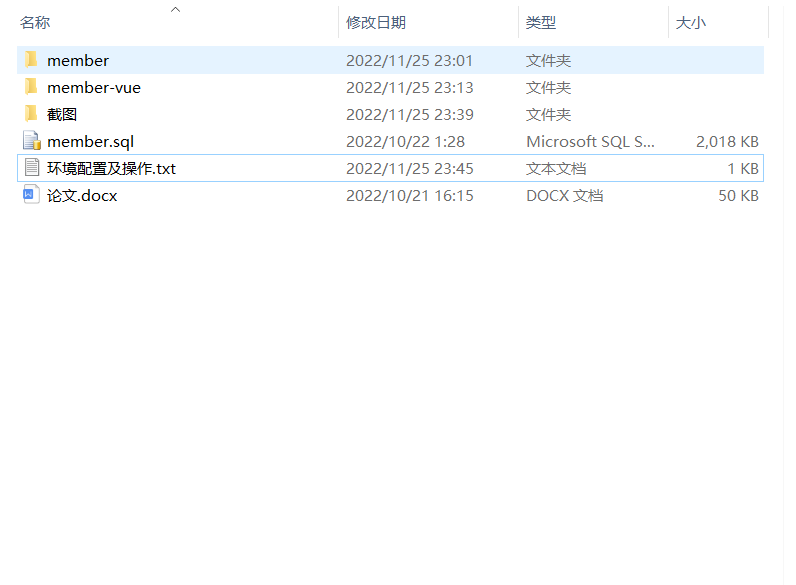 名称 修改日期 类型 大小
member 2022/11/25 23:01 文件夹
member-vue 2022/11/25 23:13 文件夹
截图 2022/11/25 23:39 文件夹
member.sql 2022/10/22 1:28 Microsoft SQL S... 2,018 KB
环境配置及操作.txt 2022/11/25 23:45 文本文档 1 KB
论文.docx 2022/10/21 16:15 DOCX 文档 50 KB